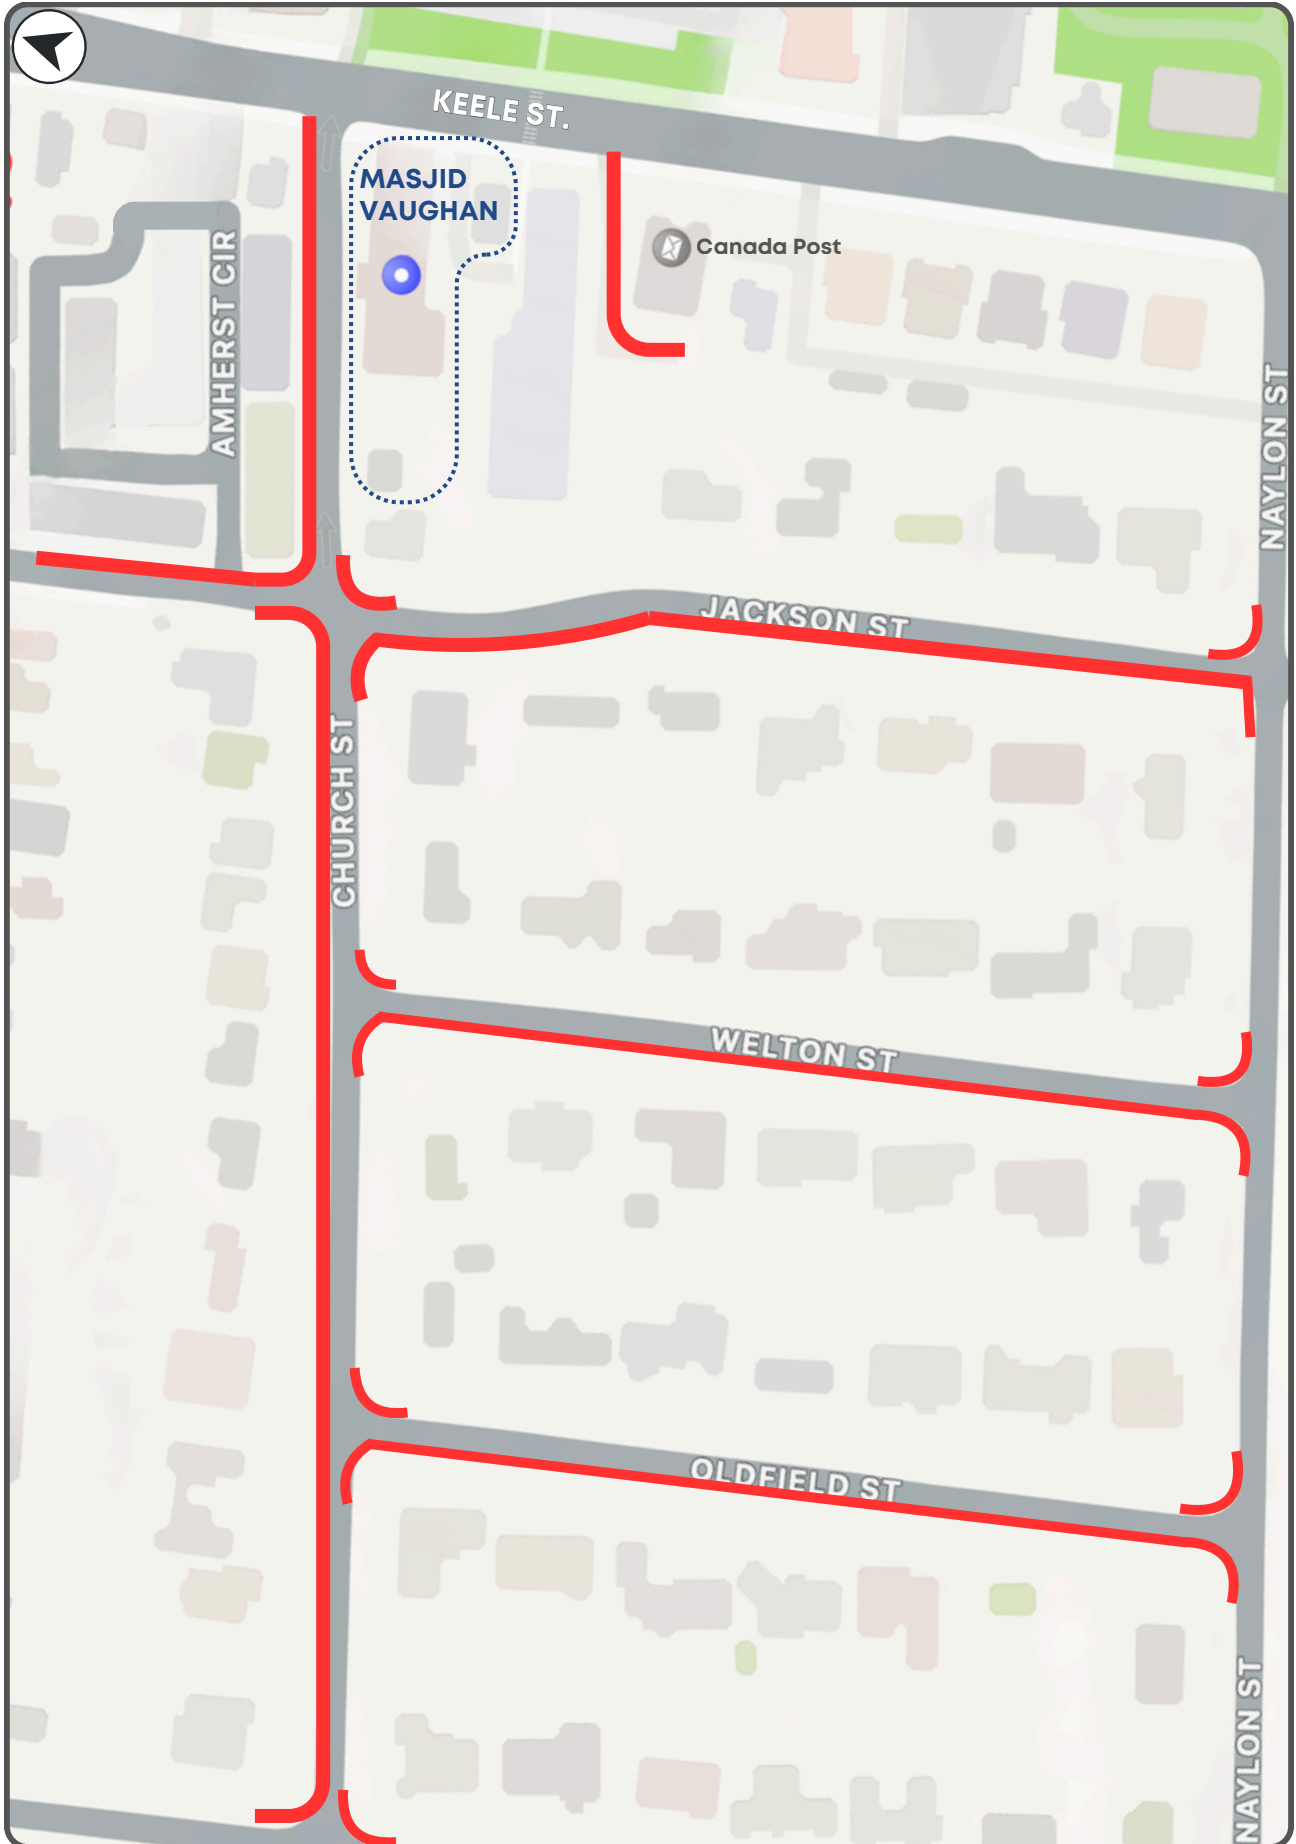 KEELE ST.
MASJID
VAUGHAN
Canada Post
AMHERST CIR
NAYLON ST
JACKSON ST
CHURCH ST
WELTON ST
OLDFIELD ST
NAYLON ST